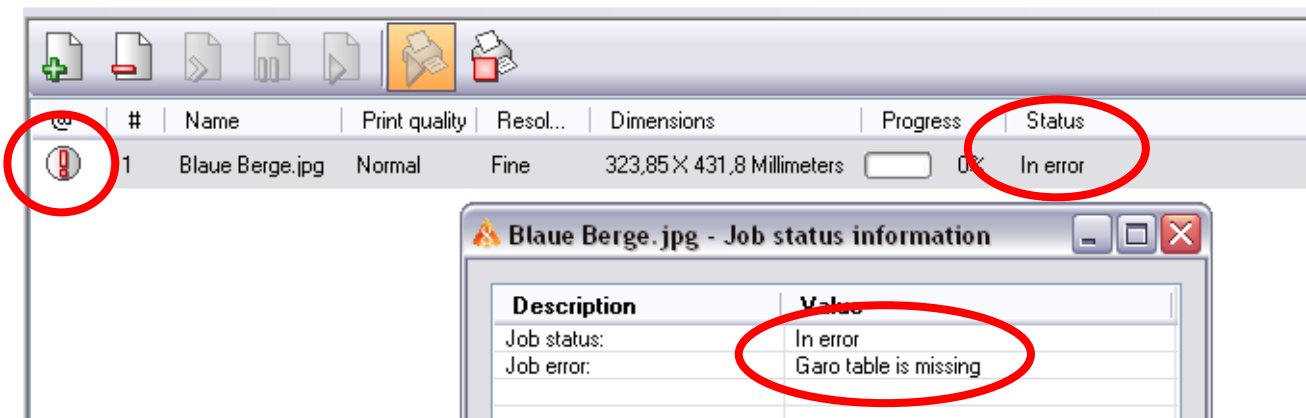 @ # Name Print quality Resol... Dimensions Progress Status
1 Blaue Berge.jpg Normal Fine 323,85 X 431,8 Millimeters 0% In error
Blaue Berge.jpg - Job status information
Description Value
Job status: In error
Job error: Garo table is missing